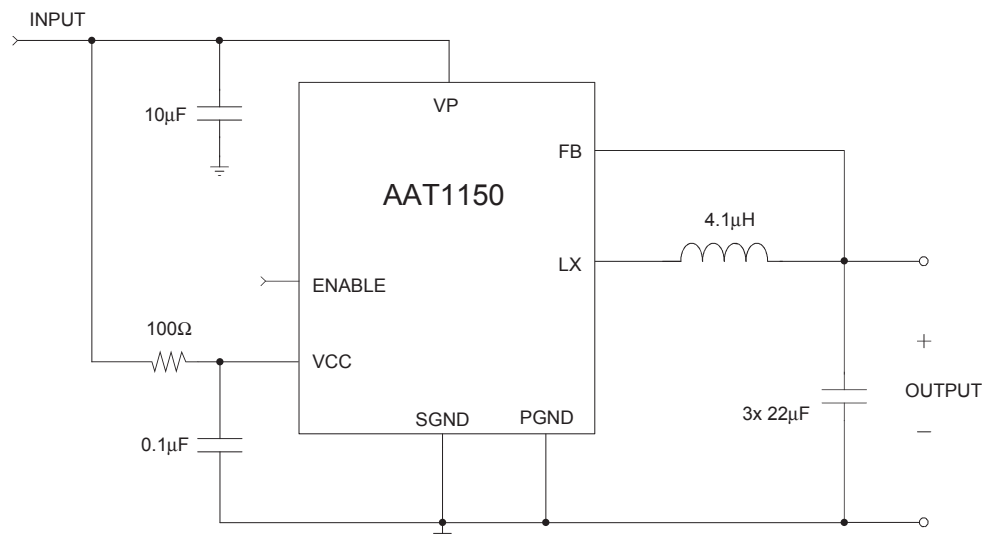 INPUT
10μF
VP
FB
AAT1150
4.1μH
LX
ENABLE
100Ω
VCC
+
OUTPUT
3x 22μF
−
SGND
PGND
0.1μF